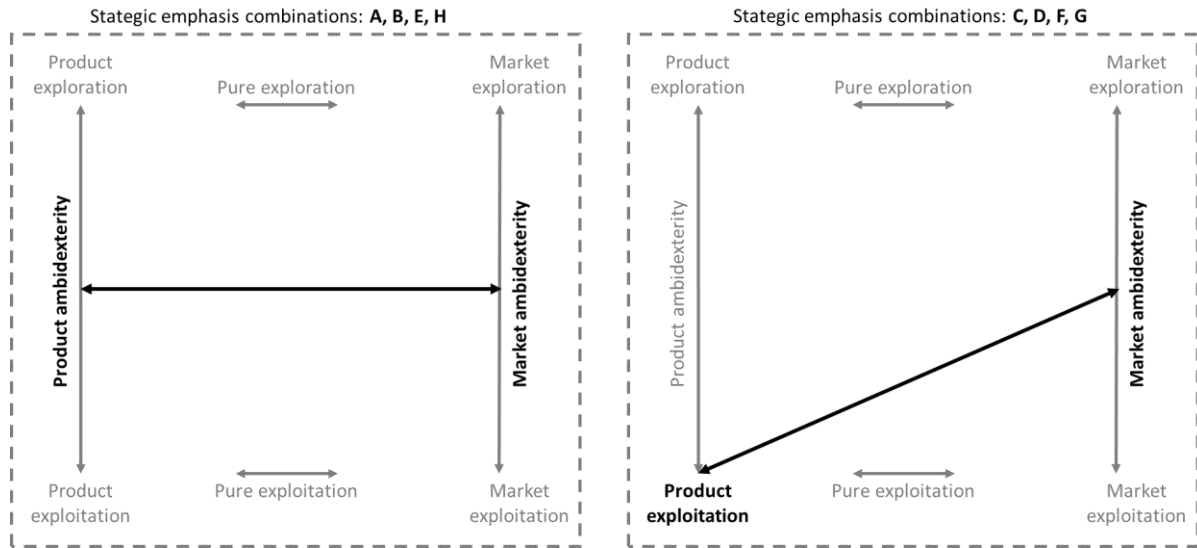 Stategic emphasis combinations: A, B, E, H
Product
exploration
Pure exploration
Market
exploration
Product ambidexterity
Market ambidexterity
Product
exploitation
Pure exploitation
Market
exploitation
Stategic emphasis combinations: C, D, F, G
Product
exploration
Pure exploration
Market
exploration
Product ambidexterity
Market ambidexterity
Product
exploitation
Pure exploitation
Market
exploitation